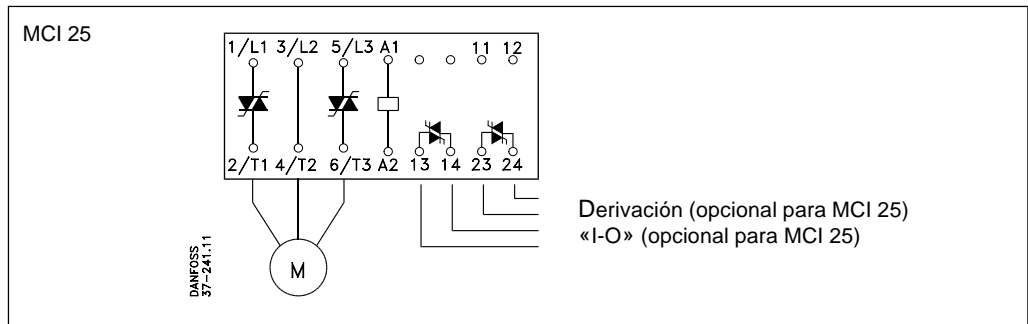 MCI 25
1/L1 3/L2 5/L3 A1 11 12
2/T1 4/T2 6/T3 A2 13 14 23 24
Derivación (opcional para MCI 25)
«I-O» (opcional para MCI 25)
M
DANFOSS
37-241.11